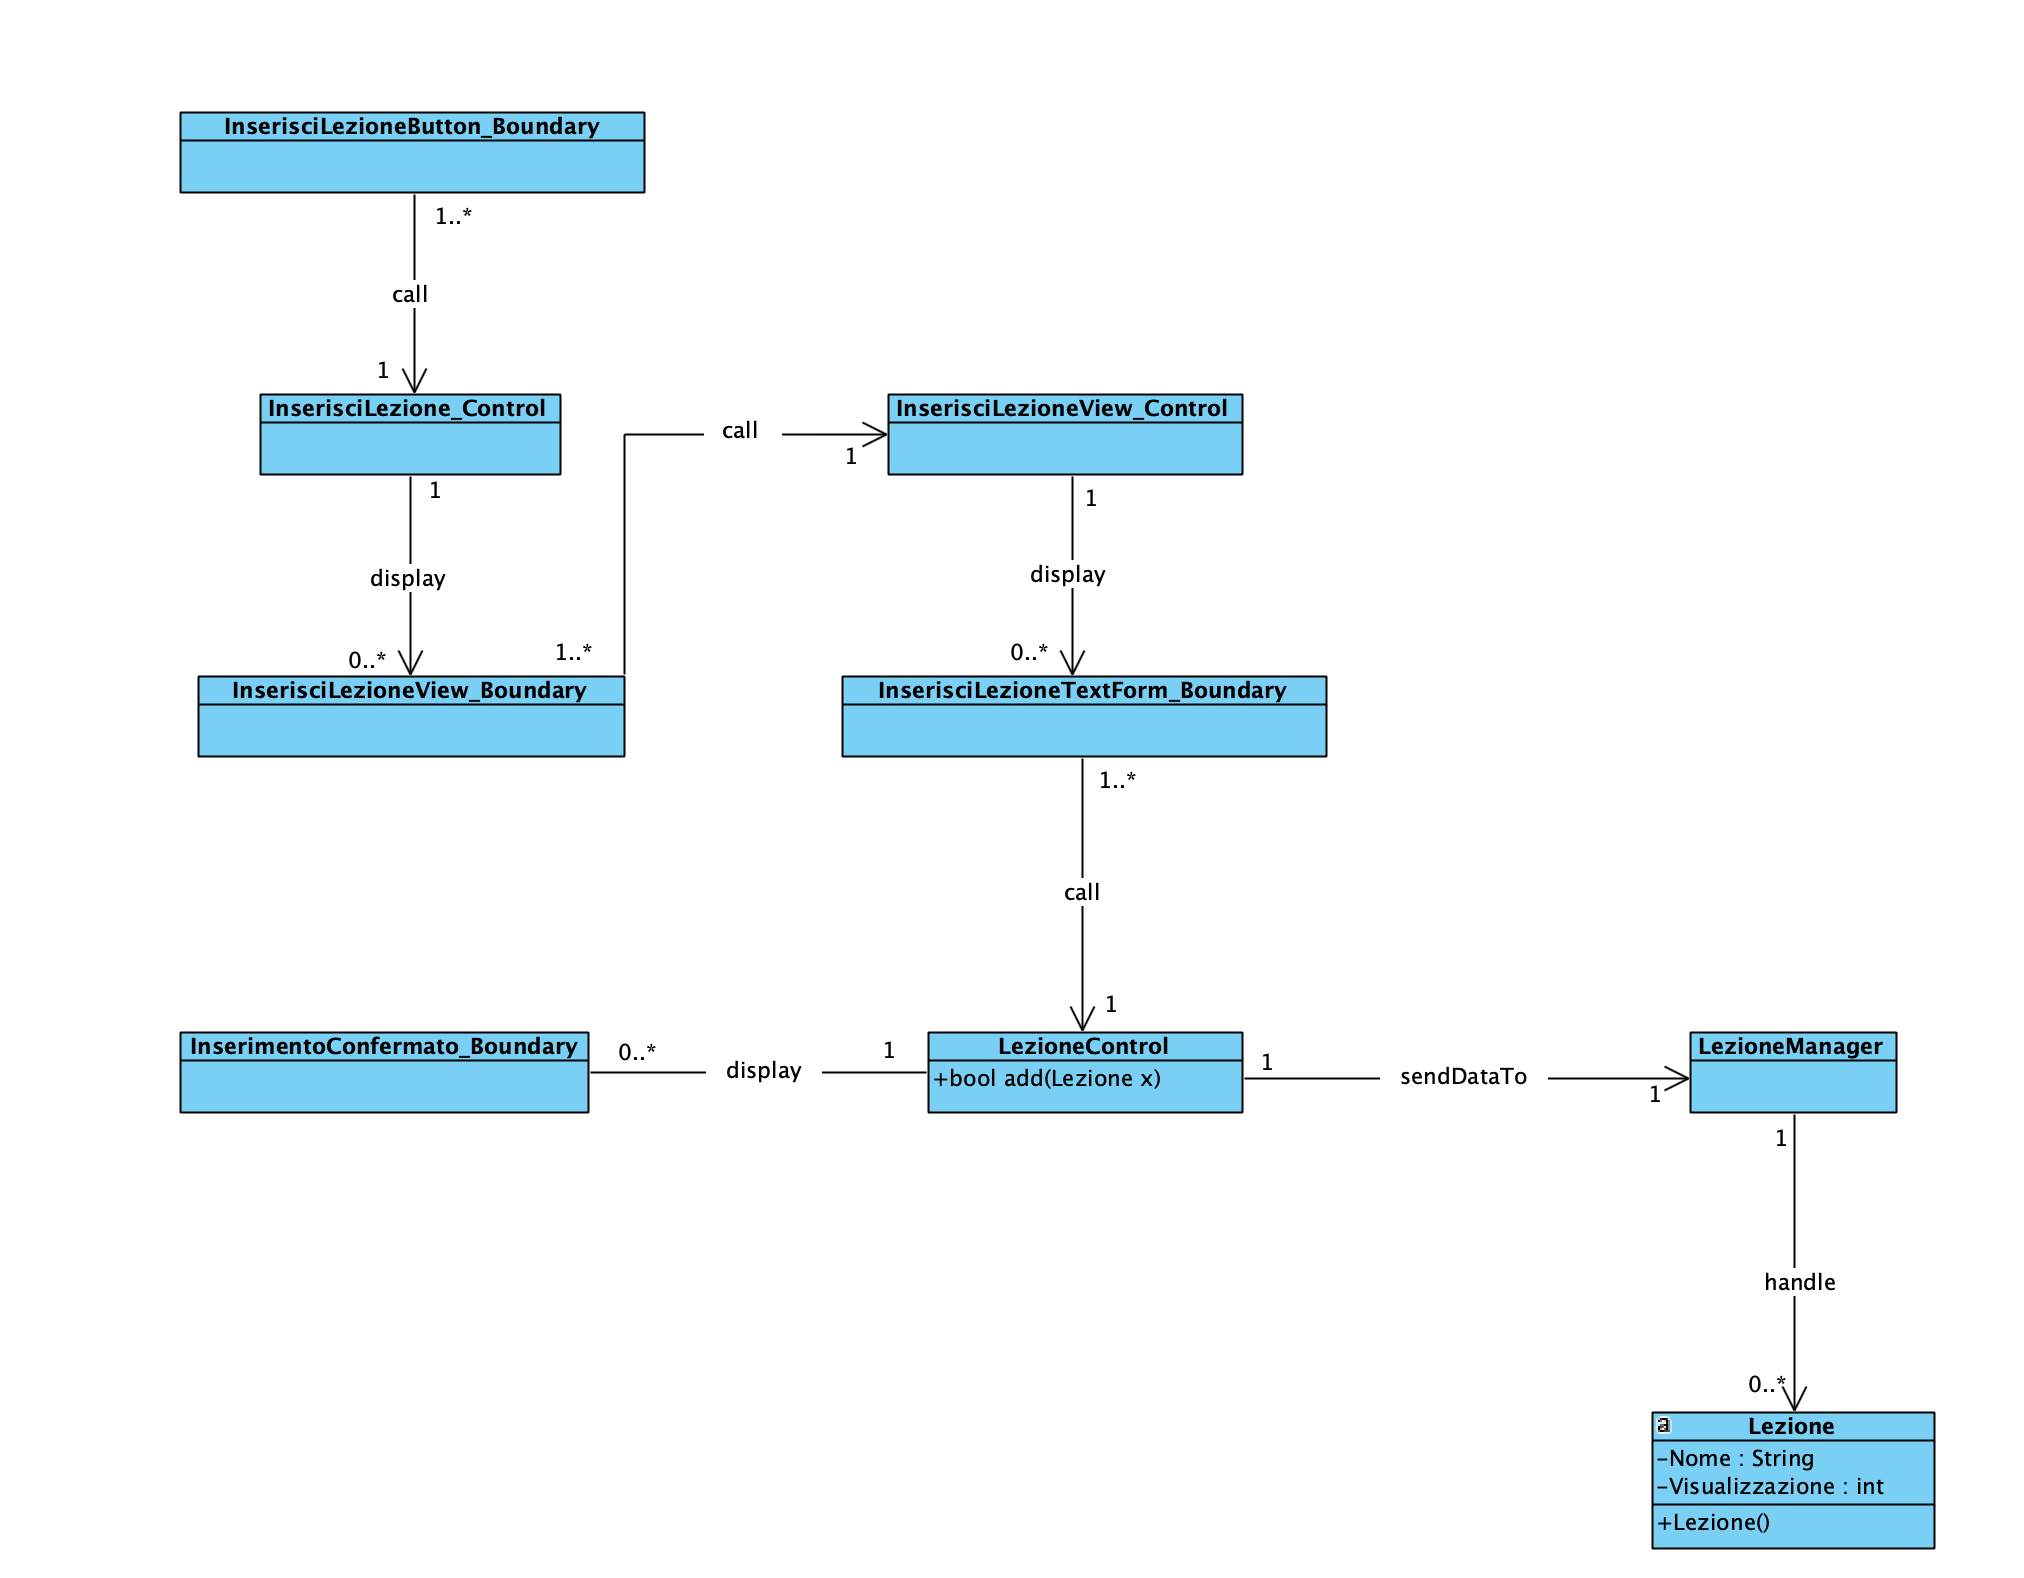 InserisciLezioneButton_Boundary
1..*
call
1
InserisciLezione_Control
1
display
0..*
InserisciLezioneView_Boundary
1..*
call
1
InserisciLezioneView_Control
1
display
0..*
InserisciLezioneTextForm_Boundary
1..*
call
1
InserimentoConfermato_Boundary
0..*
display
1
LezioneControl
+bool add(Lezione x)
1
sendDataTo
1
LezioneManager
1
handle
0..*
a
Lezione
-Nome : String
-Visualizzazione : int
+Lezione()